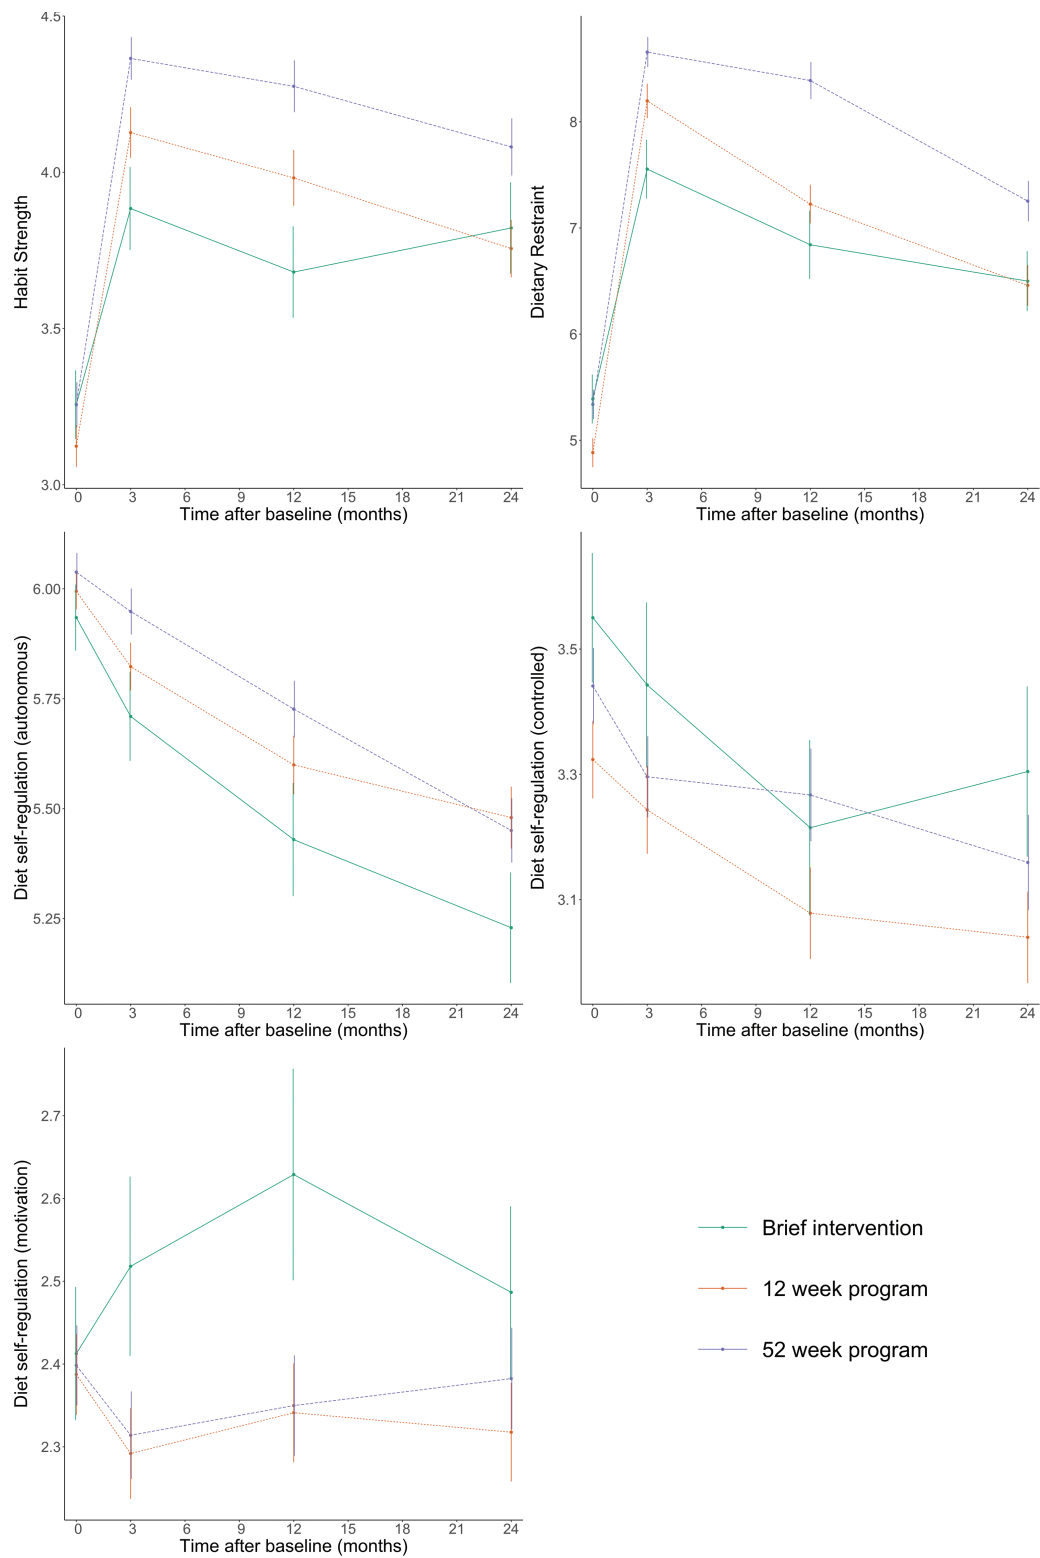 Habit Strength
4.5
4.0
3.5
3.0
0 3 6 9 12 15 18 21 24
Time after baseline (months)
Dietary Restraint
8
7
6
5
0 3 6 9 12 15 18 21 24
Time after baseline (months)
Diet self-regulation (autonomous)
6.00
5.75
5.50
5.25
0 3 6 9 12 15 18 21 24
Time after baseline (months)
Diet self-regulation (controlled)
3.5
3.3
3.1
0 3 6 9 12 15 18 21 24
Time after baseline (months)
Diet self-regulation (motivation)
2.7
2.6
2.5
2.4
2.3
0 3 6 9 12 15 18 21 24
Time after baseline (months)
Brief intervention
12 week program
52 week program